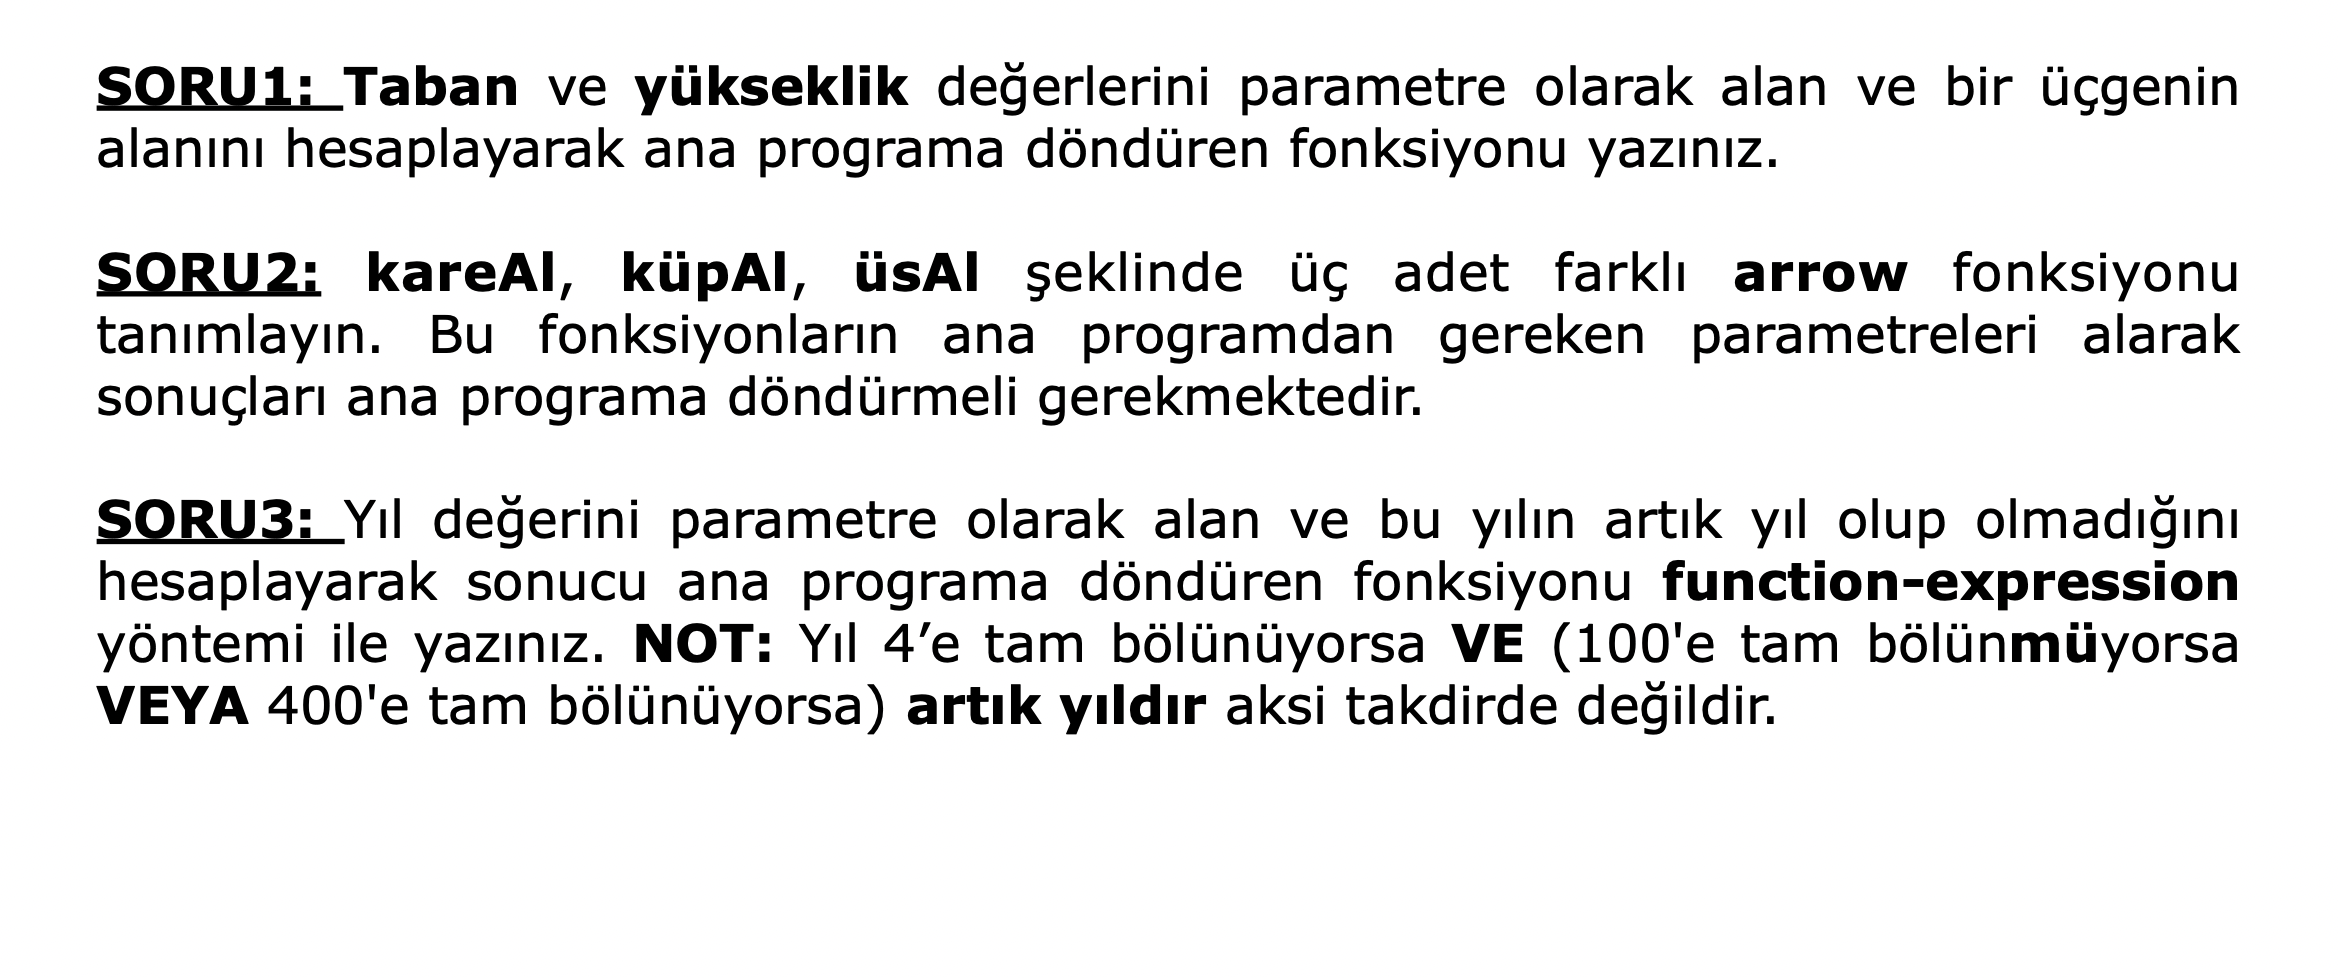 SORU1: Taban ve yükseklik değerlerini parametre olarak alan ve bir üçgenin
alanını hesaplayarak ana programa döndüren fonksiyonu yazınız.
SORU2: kareAl, küpAl, üsAl şeklinde üç adet farklı arrow fonksiyonu
tanımlayın. Bu fonksiyonların ana programdan gereken parametreleri alarak
sonuçları ana programa döndürmeli gerekmektedir.
SORU3: Yıl değerini parametre olarak alan ve bu yılın artık yıl olup olmadığını
hesaplayarak sonucu ana programa döndüren fonksiyonu function-expression
yöntemi ile yazınız. NOT: Yıl 4’e tam bölünüyorsa VE (100'e tam bölünmüyorsa
VEYA 400'e tam bölünüyorsa) artık yıldır aksi takdirde değildir.